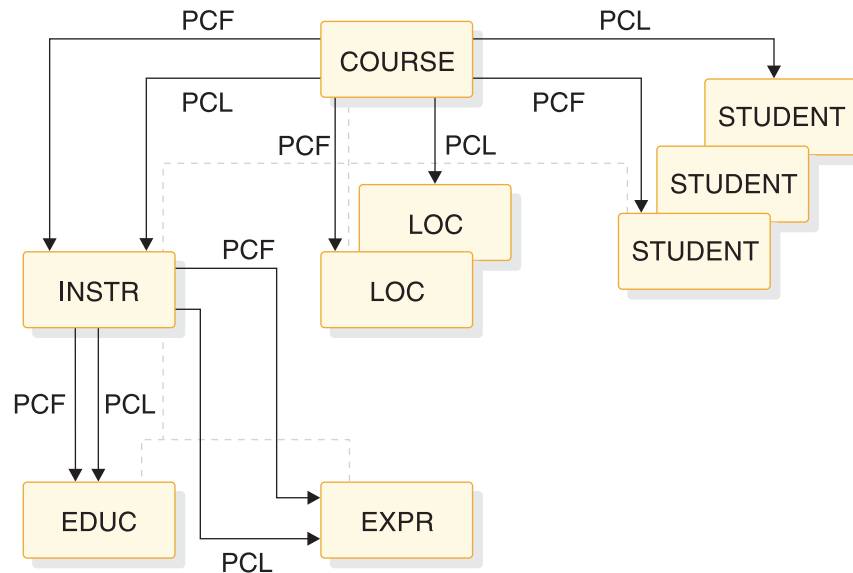 PCF
PCL
COURSE
PCL
PCF
STUDENT
PCF
PCL
STUDENT
LOC
STUDENT
PCF
INSTR
LOC
PCF
PCL
EDUC
EXPR
PCL